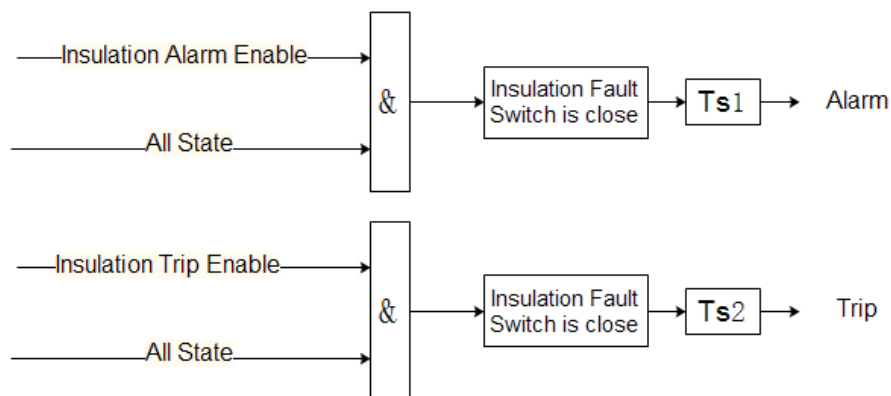 Insulation Alarm Enable
All State
&
Insulation Fault
Switch is close
Ts1
Alarm
Insulation Trip Enable
All State
&
Insulation Fault
Switch is close
Ts2
Trip